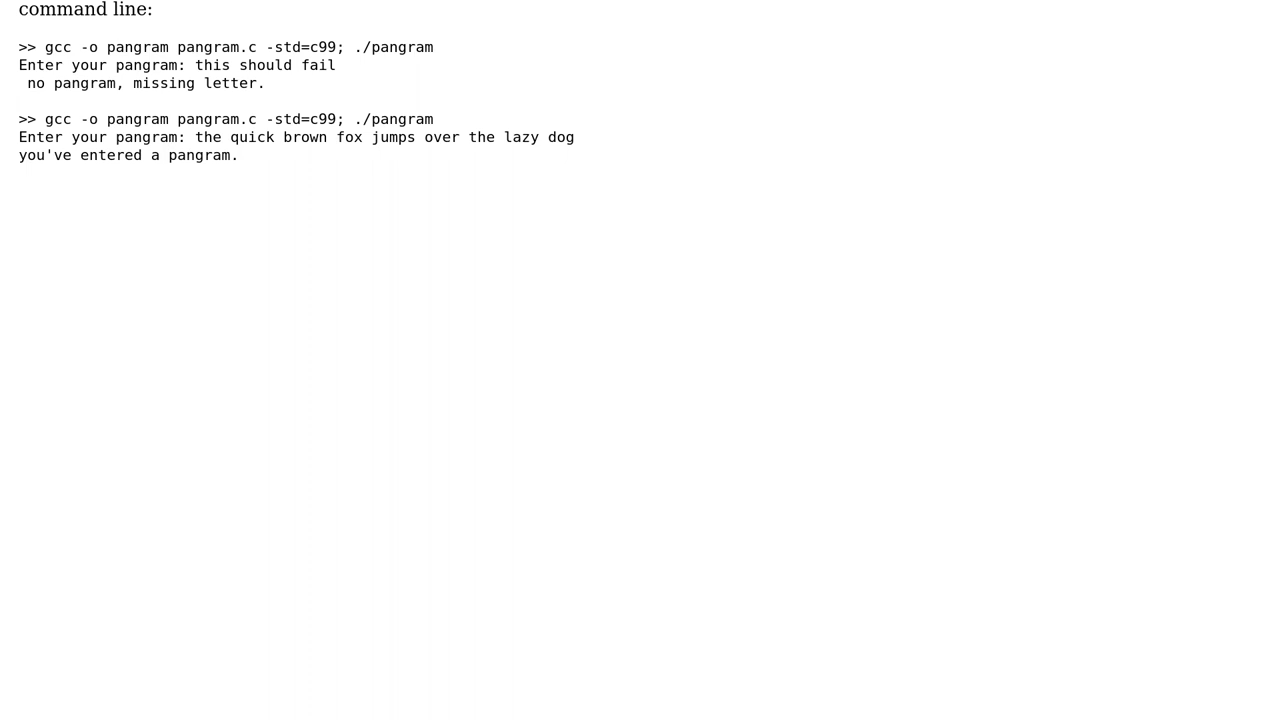 command line:
>> gcc -o pangram pangram.c -std=c99; ./pangram
Enter your pangram: this should fail
 no pangram, missing letter.
>> gcc -o pangram pangram.c -std=c99; ./pangram
Enter your pangram: the quick brown fox jumps over the lazy dog
you've entered a pangram.